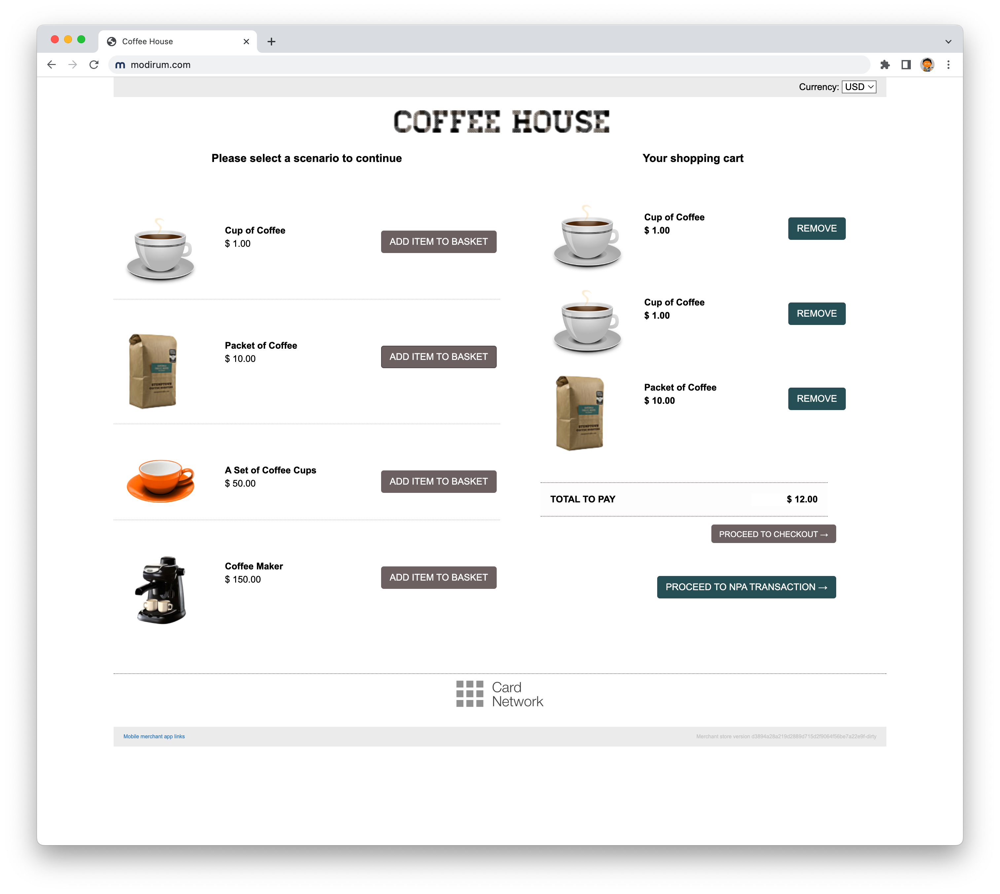 Coffee House
modirum.com
Currency: USD
COFFEE HOUSE
Please select a scenario to continue
Cup of Coffee
$ 1.00
ADD ITEM TO BASKET
Packet of Coffee
$ 10.00
ADD ITEM TO BASKET
A Set of Coffee Cups
$ 50.00
ADD ITEM TO BASKET
Coffee Maker
$ 150.00
ADD ITEM TO BASKET
Your shopping cart
Cup of Coffee
$ 1.00
REMOVE
Cup of Coffee
$ 1.00
REMOVE
Packet of Coffee
$ 10.00
REMOVE
TOTAL TO PAY $ 12.00
PROCEED TO CHECKOUT →
PROCEED TO NPA TRANSACTION →
Card
Network
Mobile merchant app links
Merchant store version d3894a28a219d2889d715d2f9064f56be7a22e9f-dirty